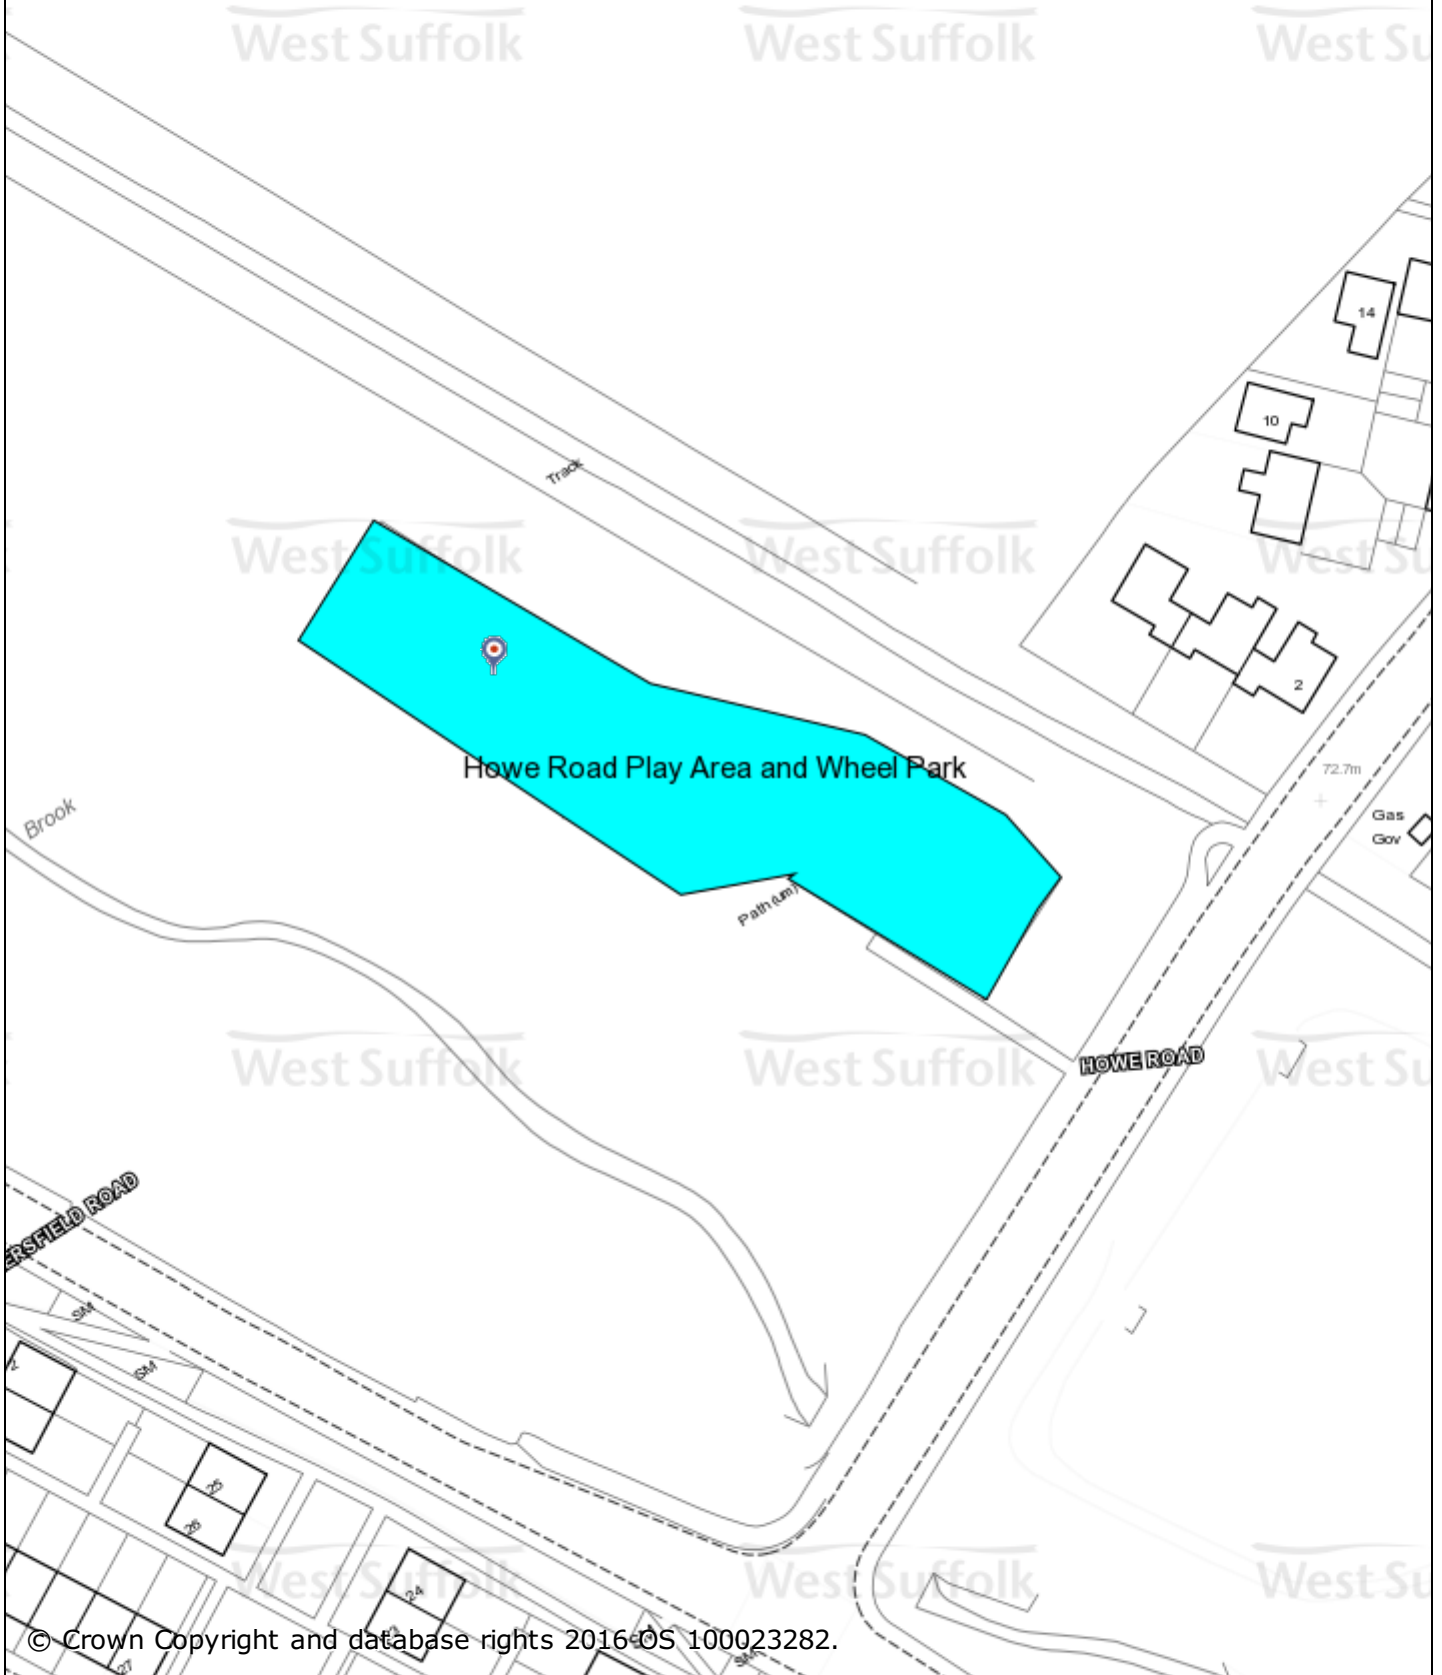 West Suffolk
West Suffolk
West Su
14
10
Track
West Suffolk
West Suffolk
West Su
2
Howe Road Play Area and Wheel Park
72.7m
Gas
Gov
Brook
Path (um)
West Suffolk
West Suffolk
West Su
HOWE ROAD
ERSFIELD ROAD
SM
SM
2
25
26
West Suffolk
West Suffolk
West Su
24
SM
27
© Crown Copyright and database rights 2016 OS 100023282.